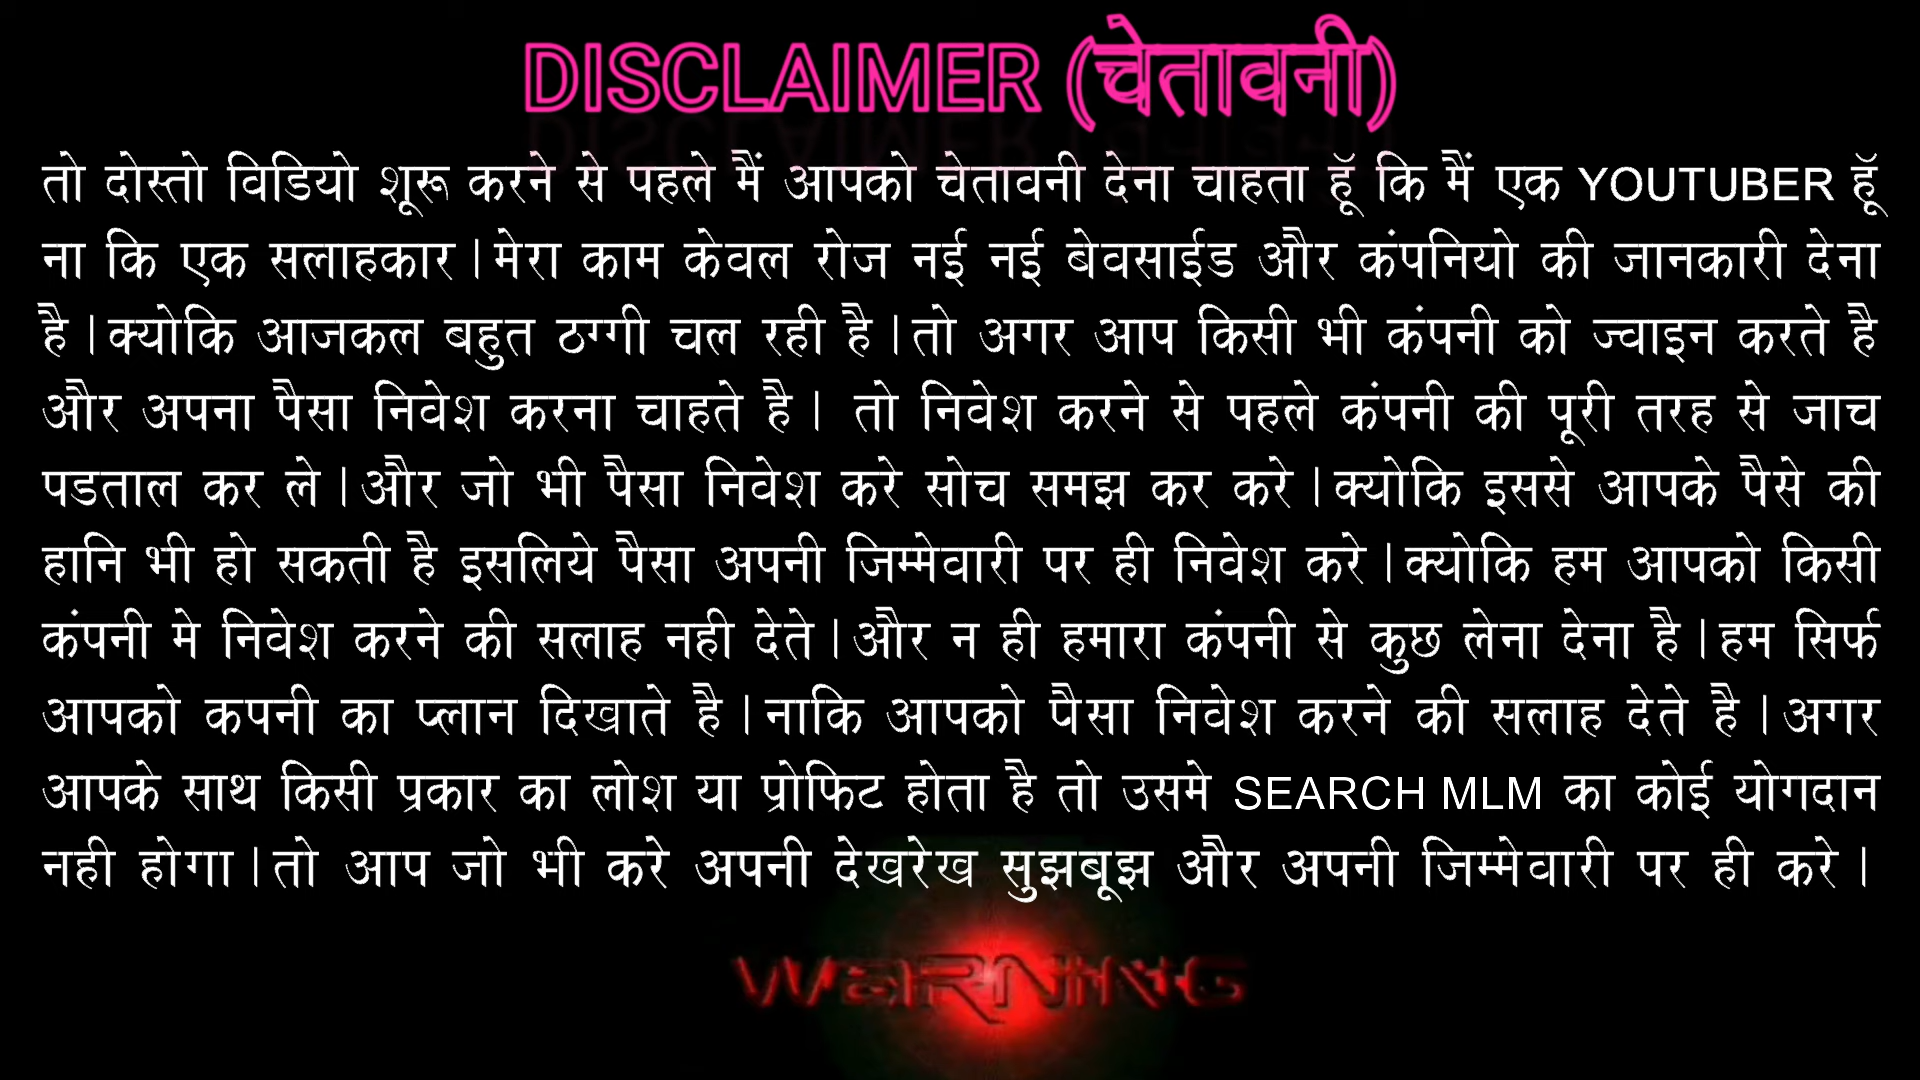 DISCLAIMER (चेतावनी)
तो दोस्तो विडियो शूरू करने से पहले मैं आपको चेतावनी देना चाहता हूॅ कि मैं एक YOUTUBER हूॅ
ना कि एक सलाहकार।मेरा काम केवल रोज नई नई बेवसाईड और कंपनियो की जानकारी देना
है।क्योकि आजकल बहुत ठग्गी चल रही है।तो अगर आप किसी भी कंपनी को ज्वाइन करते है
और अपना पैसा निवेश करना चाहते है। तो निवेश करने से पहले कंपनी की पूरी तरह से जाच
पडताल कर ले।और जो भी पैसा निवेश करे सोच समझ कर करे।क्योकि इससे आपके पैसे की
हानि भी हो सकती है इसलिये पैसा अपनी जिम्मेवारी पर ही निवेश करे।क्योकि हम आपको किसी
कंपनी मे निवेश करने की सलाह नही देते।और न ही हमारा कंपनी से कुछ लेना देना है।हम सिर्फ
आपको कपनी का प्लान दिखाते है।नाकि आपको पैसा निवेश करने की सलाह देते है।अगर
आपके साथ किसी प्रकार का लोश या प्रोफिट होता है तो उसमे SEARCH MLM का कोई योगदान
नही होगा।तो आप जो भी करे अपनी देखरेख सुझबूझ और अपनी जिम्मेवारी पर ही करे।
WARNING